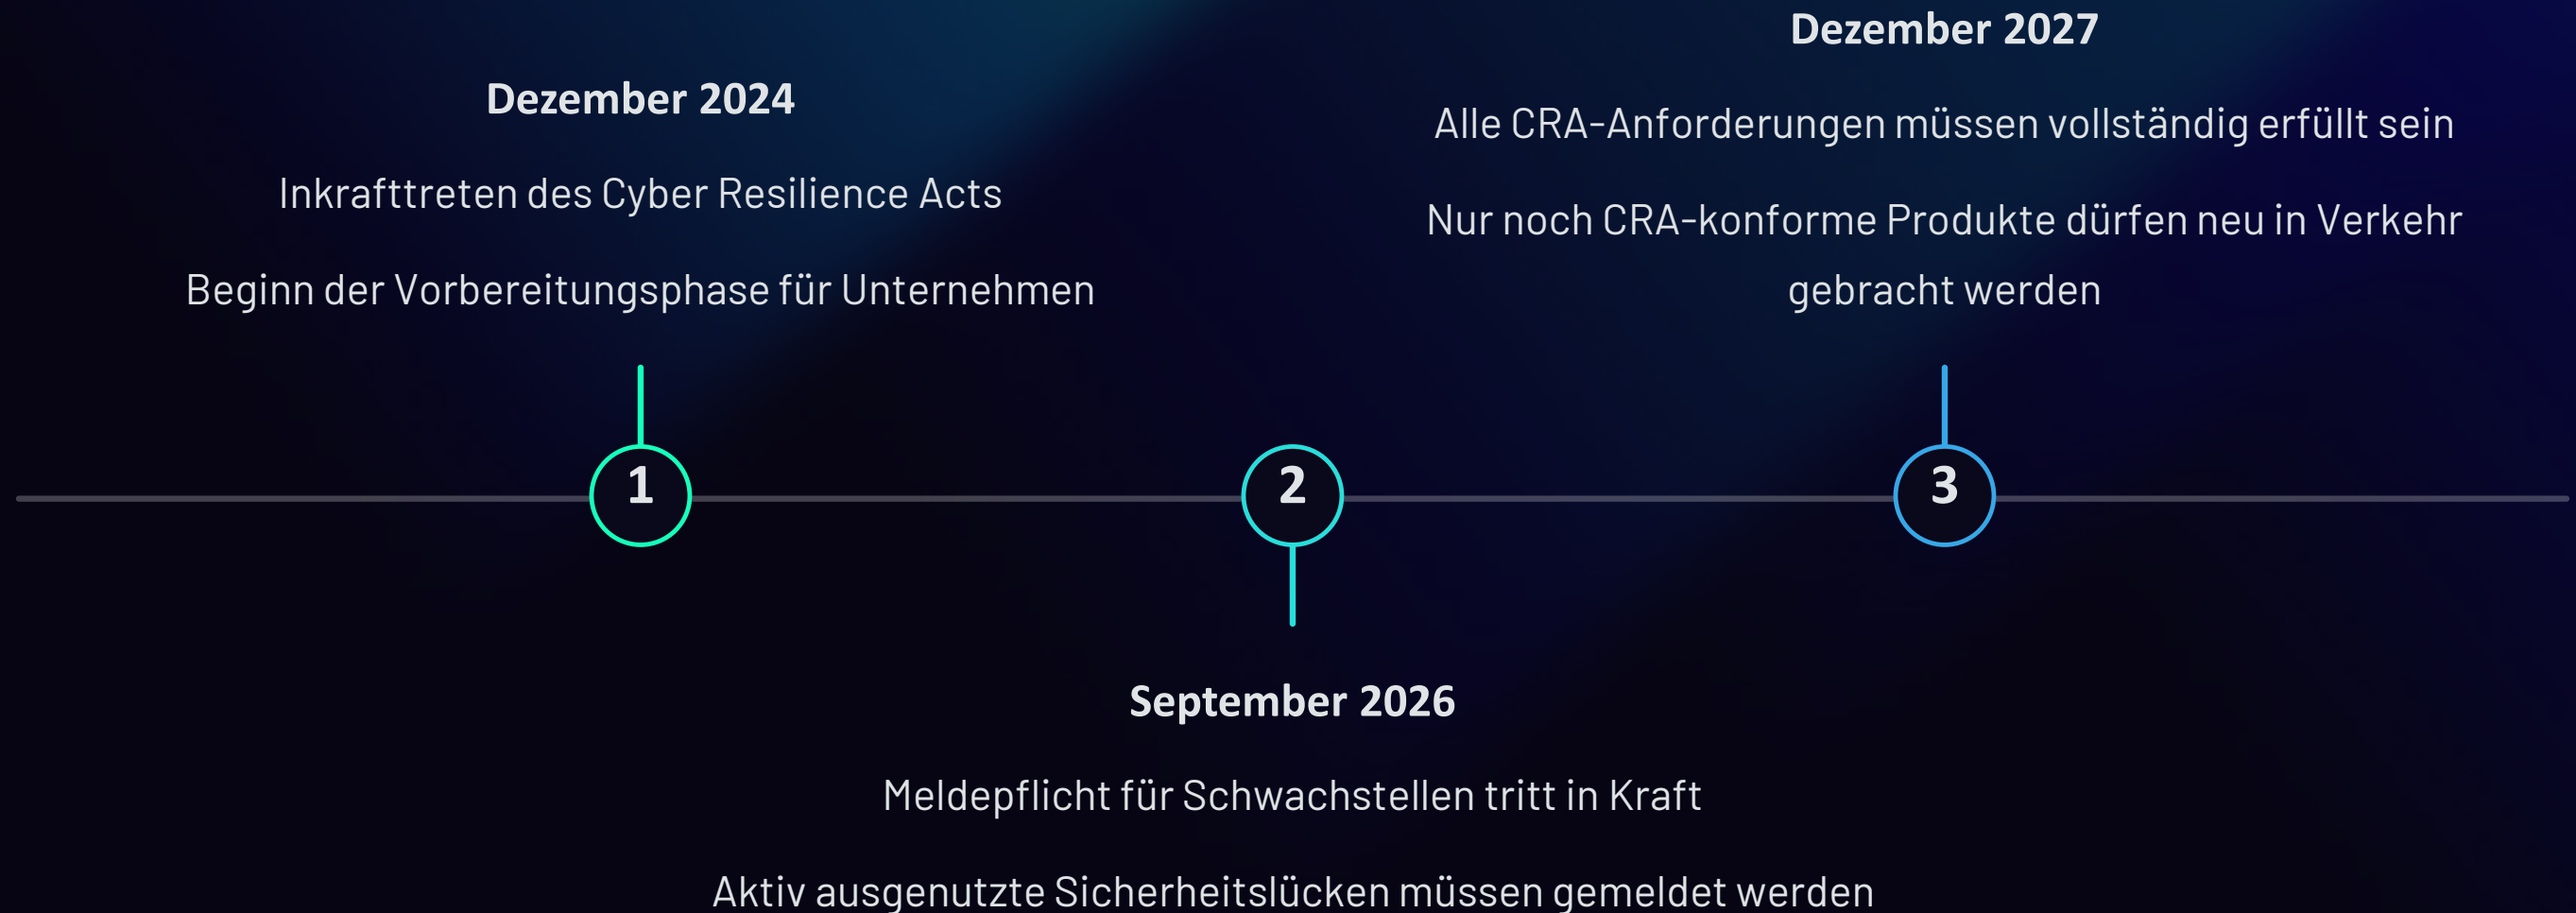 Dezember 2024
Inkrafttreten des Cyber Resilience Acts
Beginn der Vorbereitungsphase für Unternehmen
1
2
September 2026
Meldepflicht für Schwachstellen tritt in Kraft
Aktiv ausgenutzte Sicherheitslücken müssen gemeldet werden
Dezember 2027
Alle CRA-Anforderungen müssen vollständig erfüllt sein
Nur noch CRA-konforme Produkte dürfen neu in Verkehr
gebracht werden
3